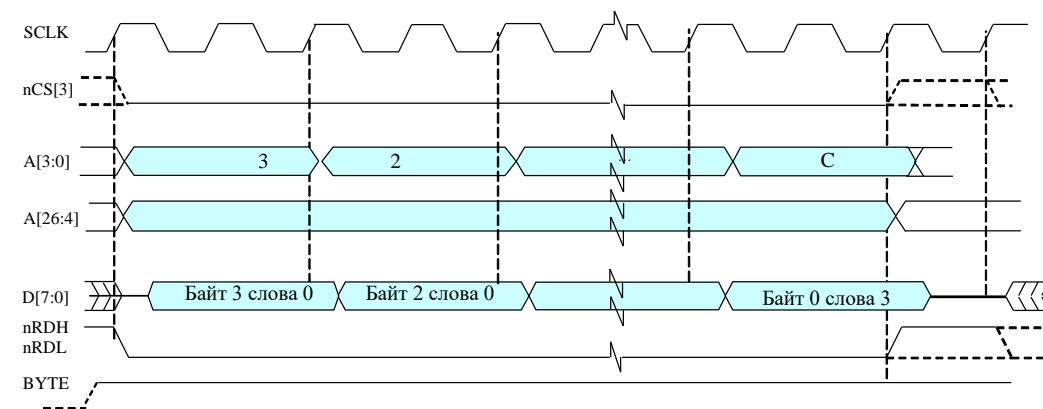 SCLK
nCS[3]
A[3:0] 3 2 ... C
A[26:4]
D[7:0] Байт 3 слова 0 Байт 2 слова 0 Байт 0 слова 3
nRDH
nRDL
BYTE